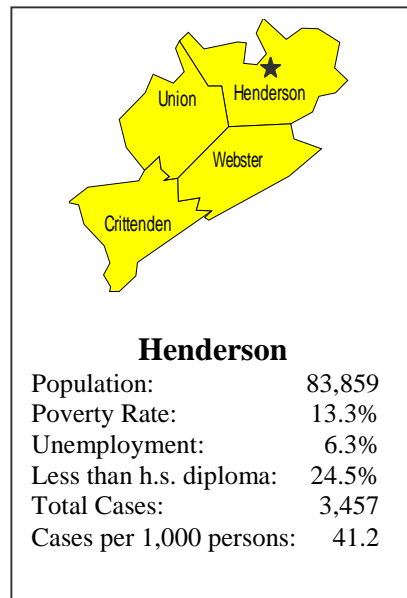 Union
Henderson
Webster
Crittenden
Henderson
Population: 83,859
Poverty Rate: 13.3%
Unemployment: 6.3%
Less than h.s. diploma: 24.5%
Total Cases: 3,457
Cases per 1,000 persons: 41.2